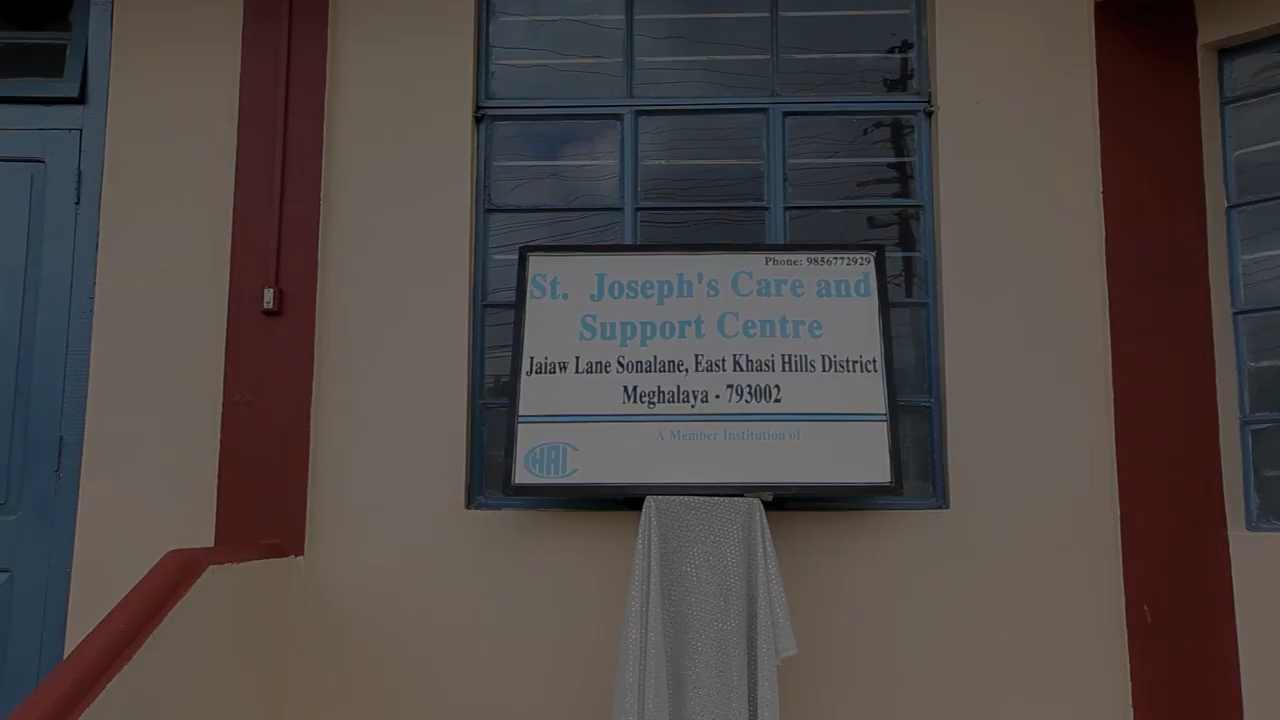 Phone: 9856772929
St. Joseph's Care and
Support Centre
Jaiaw Lane Sonalane, East Khasi Hills District
Meghalaya - 793002
A Member Institution of
CHAI